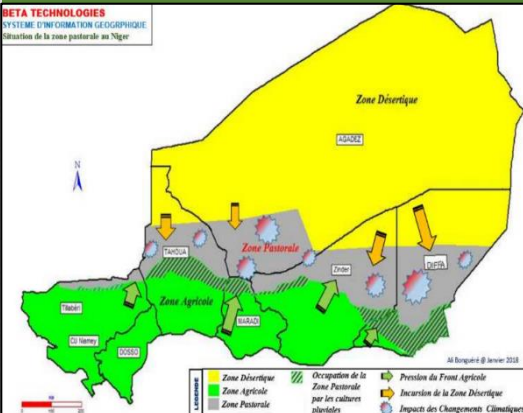 BETA TECHNOLOGIES
SYSTEME D'INFORMATION GEOGRPHIQUE
Situation de la zone pastorale au Niger
Zone Désertique
AGADEZ
N
Zone Pastorale
TAHOUA
Zinder
DIFFA
Zone Agricole
MARADI
Tillabéri
CU Niamey
DOSSO
Ali Bonguéré @ Janvier 2018
LEGENDE
Zone Désertique
Zone Agricole
Zone Pastorale
Occupation de la
Zone Pastorale
par les cultures
pluviales
Pression du Front Agricole
Incursion de la Zone Désertique
Impacts des Changements Climatiques